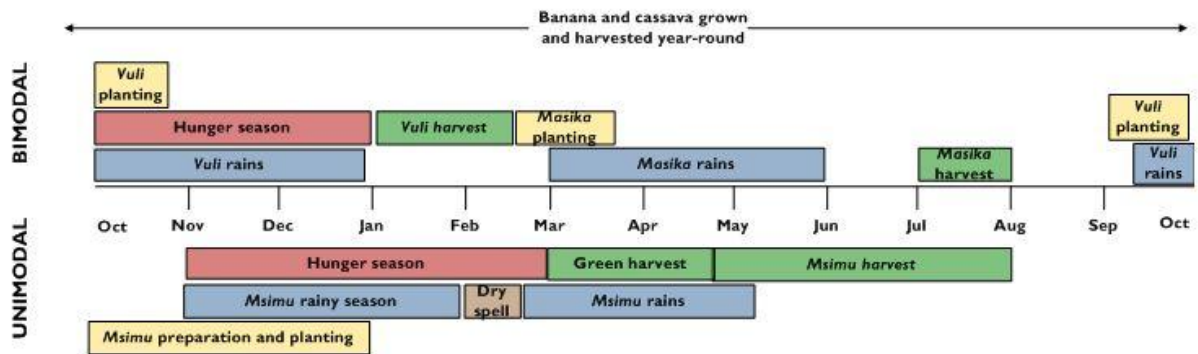 Banana and cassava grown
and harvested year-round
BIMODAL
Vuli
planting
Hunger season
Vuli harvest
Masika
planting
Vuli
planting
Vuli rains
Masika rains
Masika
harvest
Vuli
rains
Oct Nov Dec Jan Feb Mar Apr May Jun Jul Aug Sep Oct
UNIMODAL
Hunger season
Green harvest
Msimu harvest
Msimu rainy season
Dry
spell
Msimu rains
Msimu preparation and planting